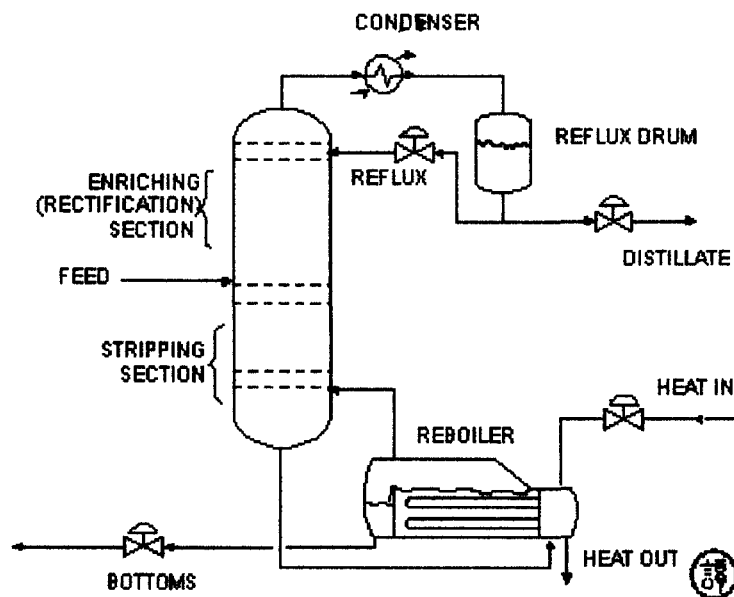 CONDENSER
REFLUX DRUM
REFLUX
ENRICHING
(RECTIFICATION)
SECTION
DISTILLATE
FEED
STRIPPING
SECTION
HEAT IN
REBOILER
HEAT OUT
BOTTOMS